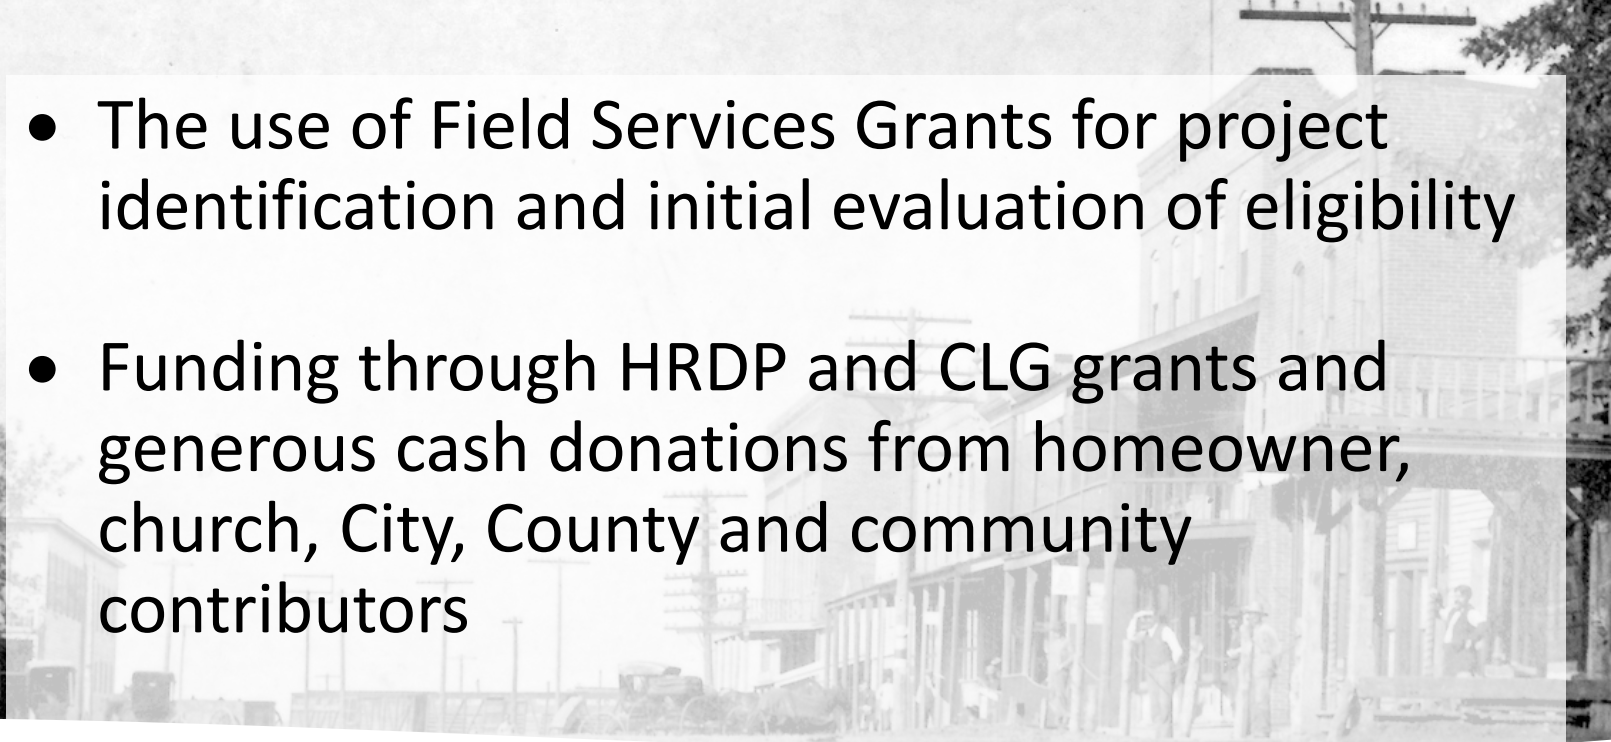 • The use of Field Services Grants for project
identification and initial evaluation of eligibility
• Funding through HRDP and CLG grants and
generous cash donations from homeowner,
church, City, County and community
contributors